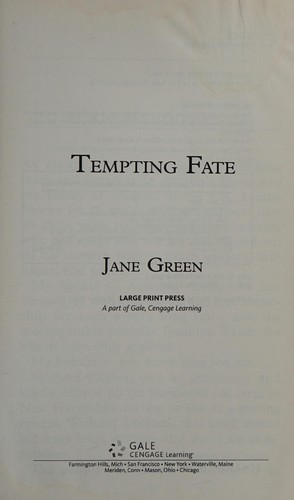 TEMPTING FATE
JANE GREEN
LARGE PRINT PRESS
A part of Gale, Cengage Learning
GALE
CENGAGE Learning®
Farmington Hills, Mich • San Francisco • New York • Waterville, Maine
Meriden, Conn • Mason, Ohio • Chicago